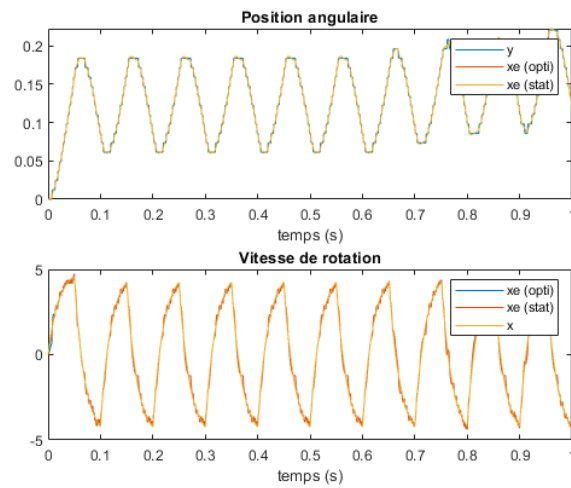 Position angulaire
0.2
0.15
0.1
0.05
0
y
xe (opti)
xe (stat)
0 0.1 0.2 0.3 0.4 0.5 0.6 0.7 0.8 0.9 1
temps (s)
Vitesse de rotation
5
0
-5
xe (opti)
xe (stat)
x
0 0.1 0.2 0.3 0.4 0.5 0.6 0.7 0.8 0.9 1
temps (s)